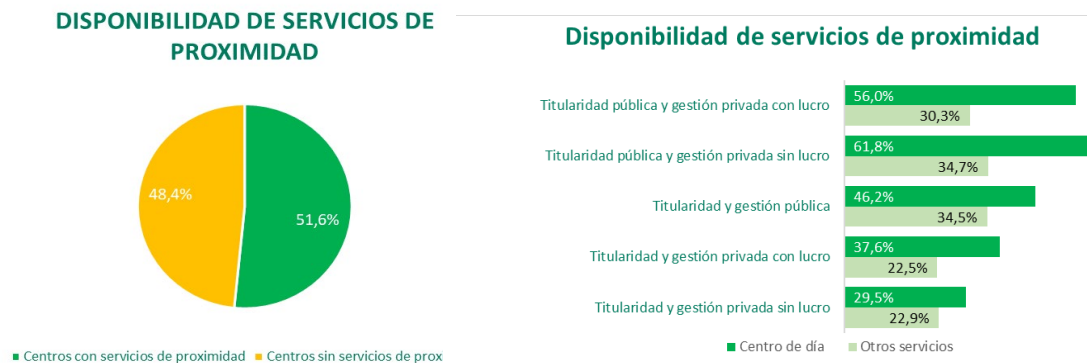 DISPONIBILIDAD DE SERVICIOS DE
PROXIMIDAD
48,4%
51,6%
Centros con servicios de proximidad
Centros sin servicios de prox
Disponibilidad de servicios de proximidad
Titularidad pública y gestión privada con lucro
56,0%
30,3%
Titularidad pública y gestión privada sin lucro
61,8%
34,7%
Titularidad y gestión pública
46,2%
34,5%
Titularidad y gestión privada con lucro
37,6%
22,5%
Titularidad y gestión privada sin lucro
29,5%
22,9%
Centro de día
Otros servicios